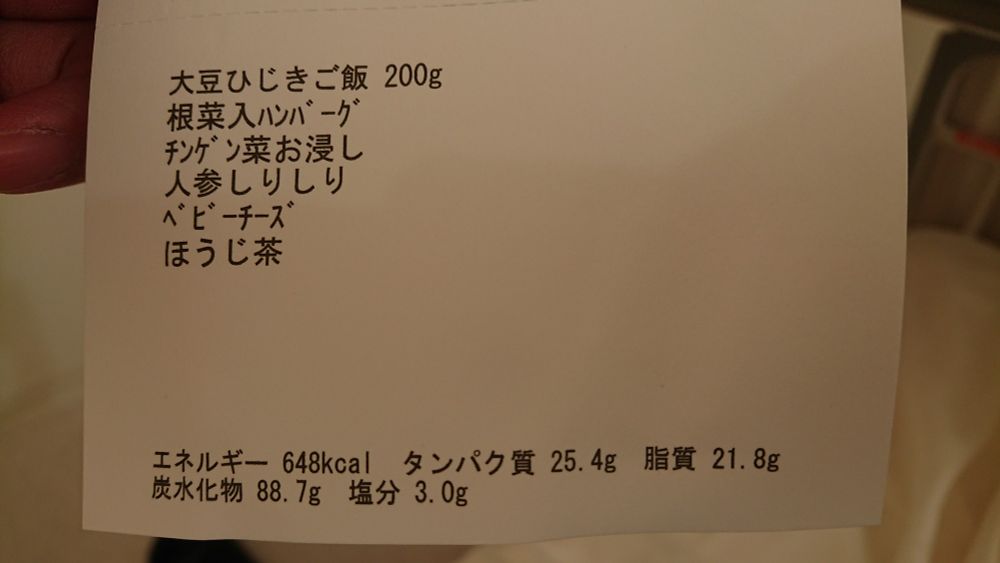 大豆ひじきご飯 200g
根菜入ﾊﾝﾊﾞｰｸﾞ
ﾁﾝｹﾞﾝ菜お浸し
人参しりしり
ﾍﾞﾋﾞｰﾁｰｽﾞ
ほうじ茶
エネルギー 648kcal タンパク質 25.4g 脂質 21.8g
炭水化物 88.7g 塩分 3.0g